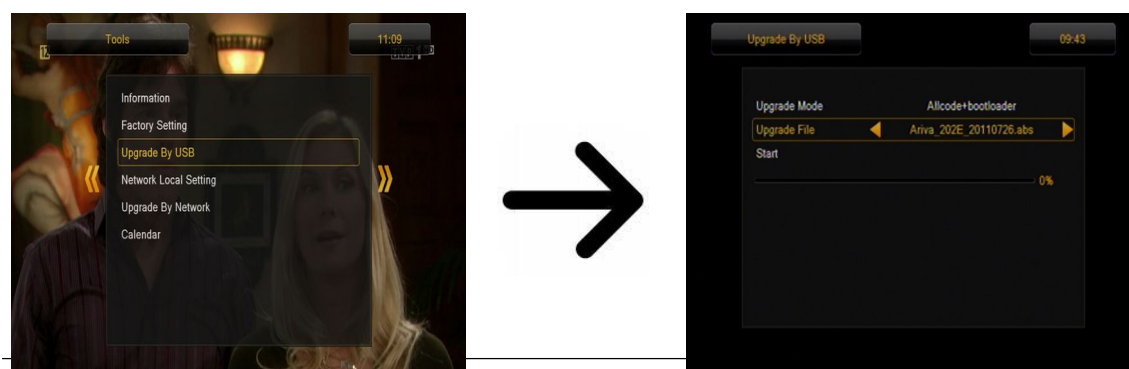 Tools
11:09
Information
Factory Setting
Upgrade By USB
Network Local Setting
Upgrade By Network
Calendar
Upgrade By USB
09:43
Upgrade Mode Allcode+bootloader
Upgrade File Ariva_202E_20110726.abs
Start
0%